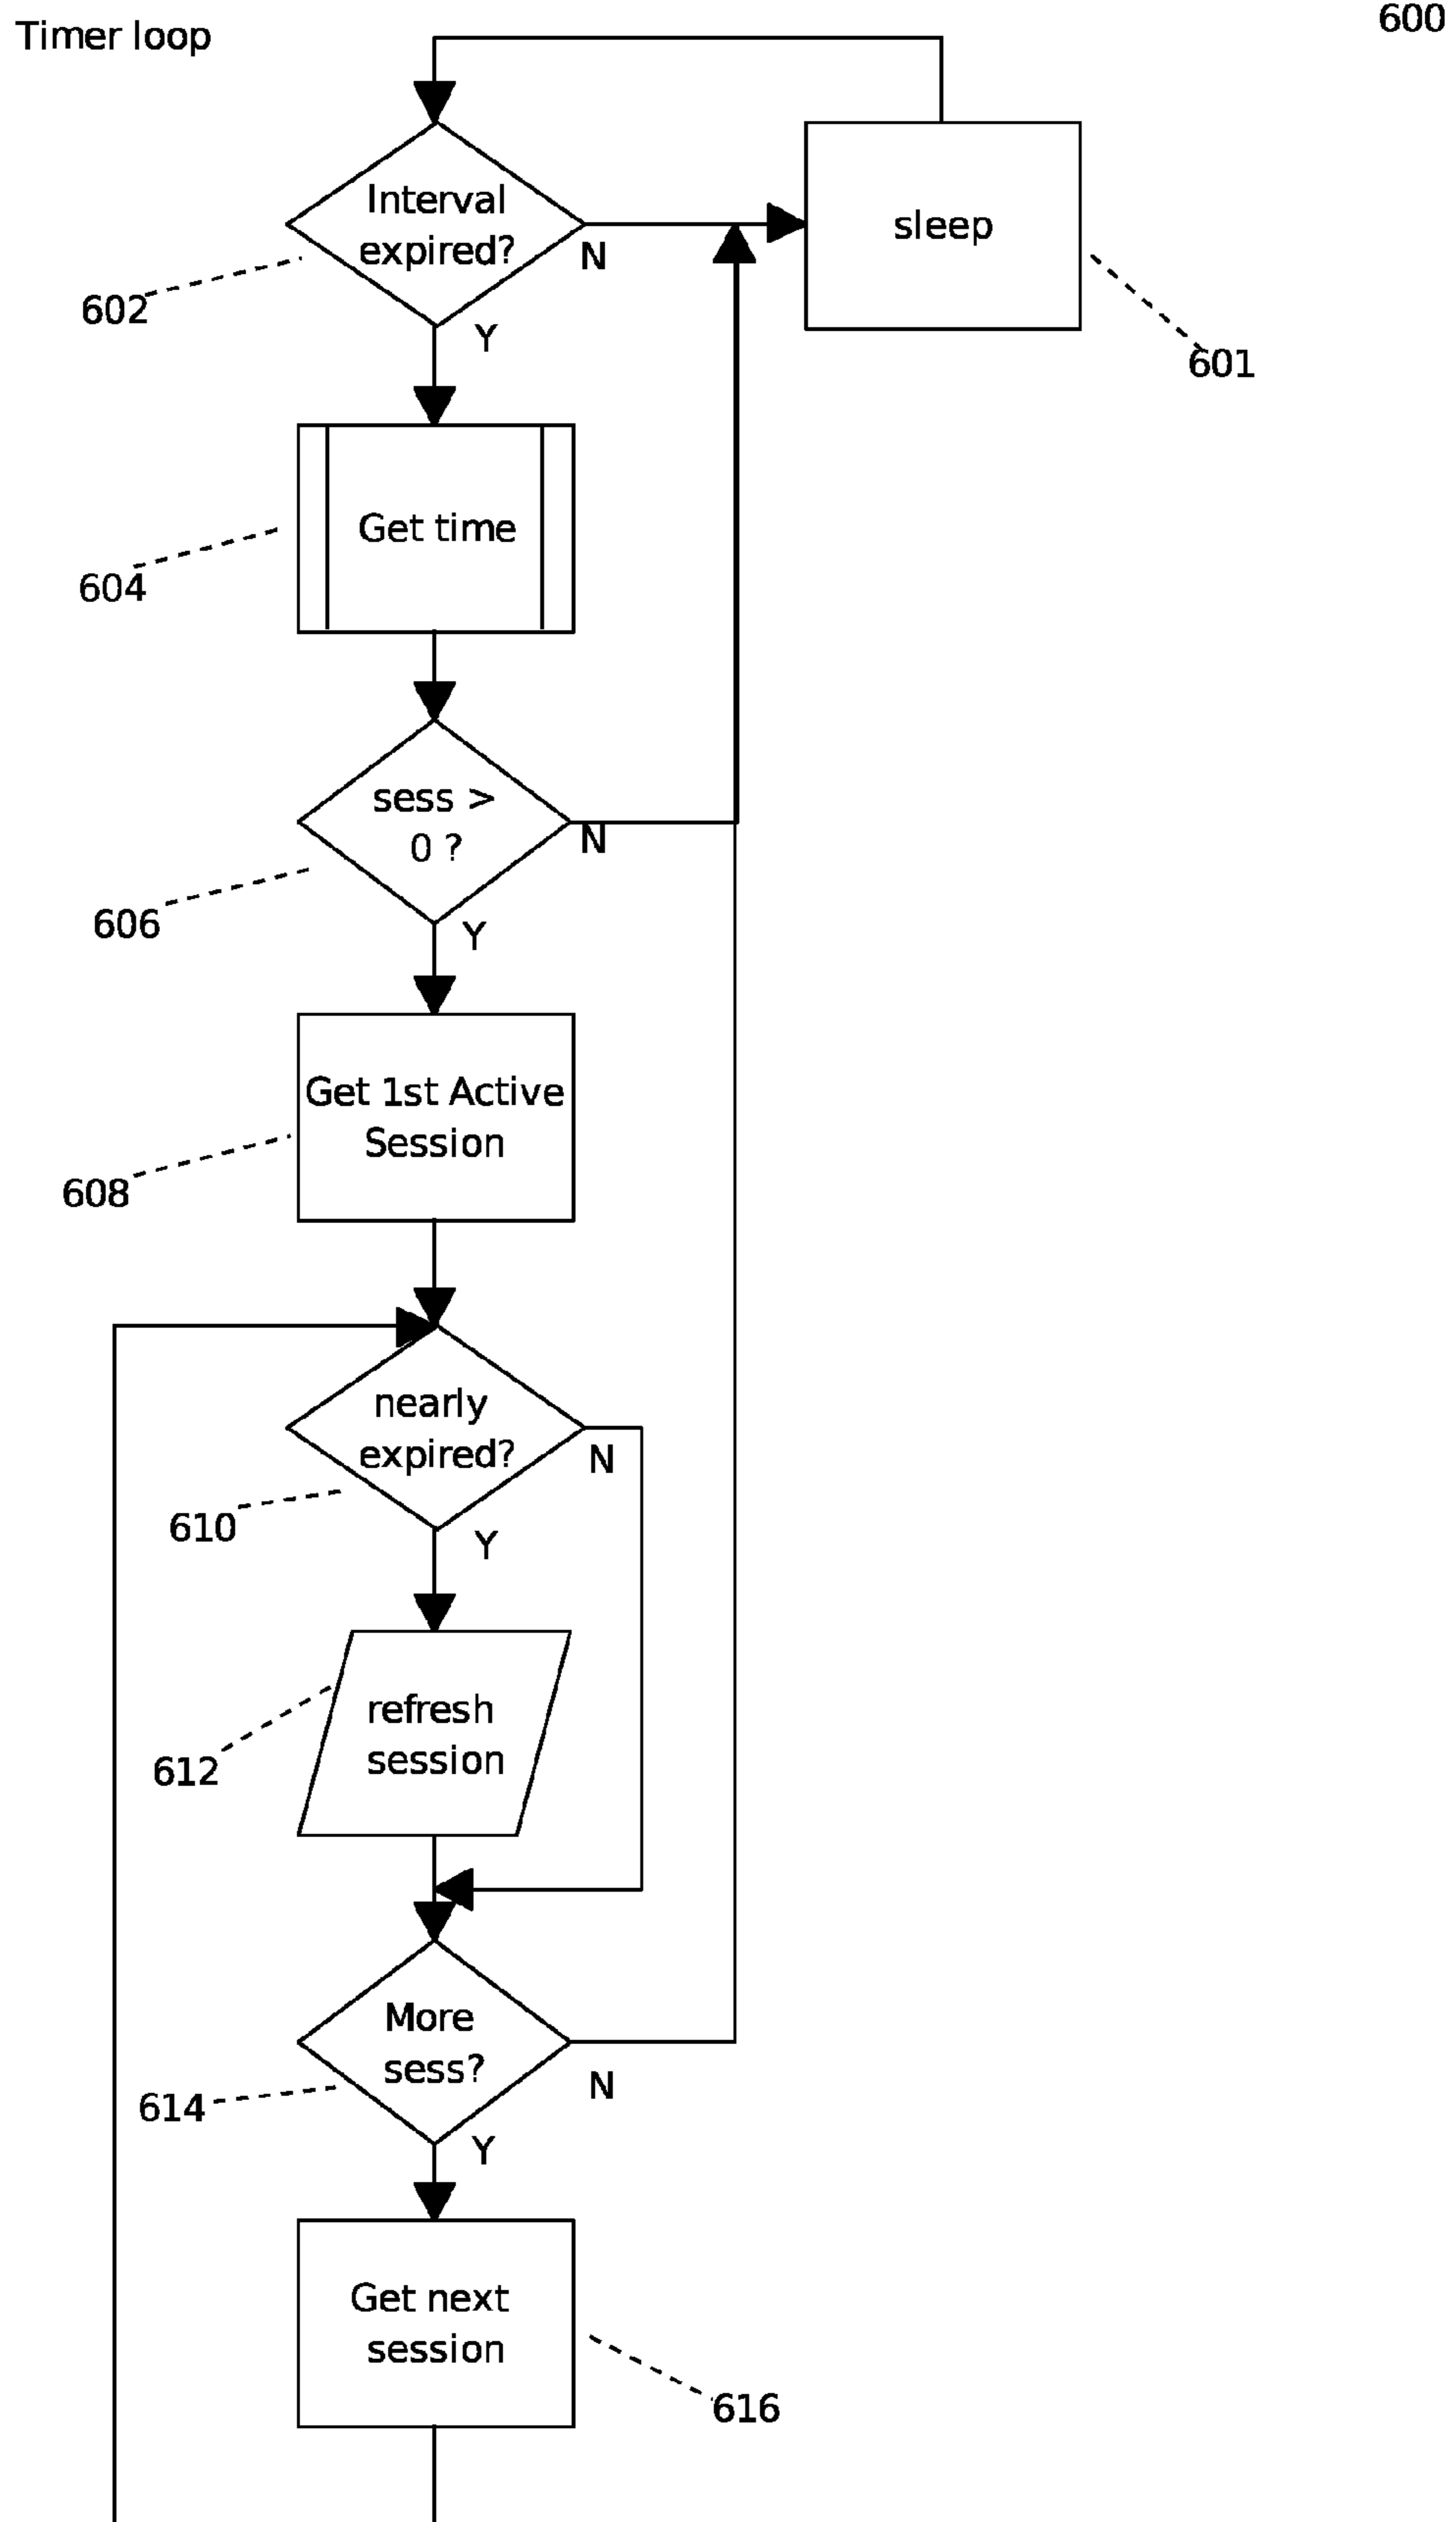 Timer loop
600
Interval
expired?
N
sleep
602
Y
601
Get time
604
sess >
0 ?
N
606
Y
Get 1st Active
Session
608
nearly
expired?
N
610
Y
refresh
session
612
More
sess?
N
614
Y
Get next
session
616